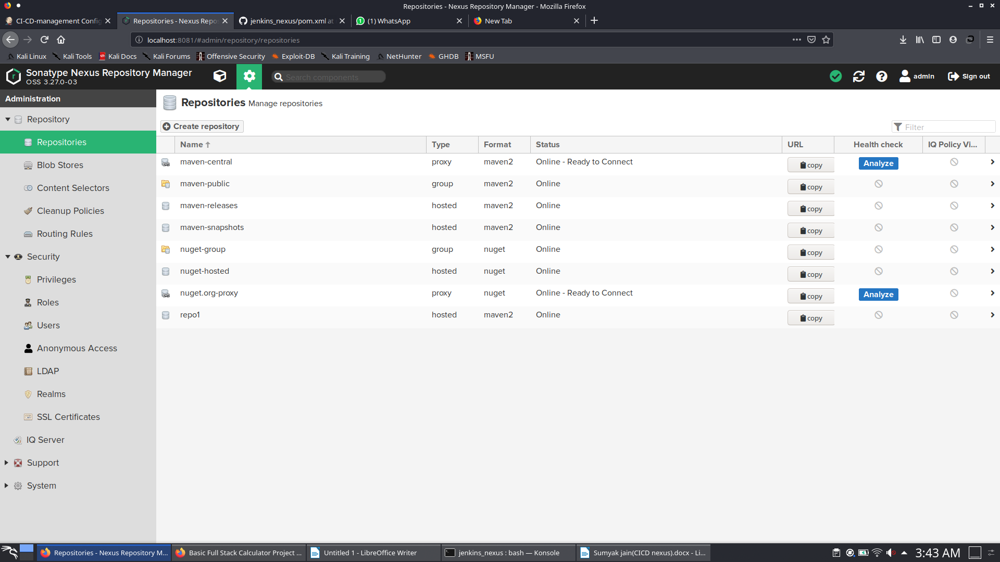 Repositories - Nexus Repository Manager - Mozilla Firefox
CI-CD-management Config
Repositories - Nexus Repo
jenkins_nexus/pom.xml at
(1) WhatsApp
New Tab
localhost:8081/#admin/repository/repositories
Kali Linux Kali Tools Kali Docs Kali Forums Offensive Security Exploit-DB Kali Training NetHunter GHDB MSFU
Sonatype Nexus Repository Manager
OSS 3.27.0-03
Search components
admin
Sign out
Administration
Repository
Repositories
Blob Stores
Content Selectors
Cleanup Policies
Routing Rules
Security
Privileges
Roles
Users
Anonymous Access
LDAP
Realms
SSL Certificates
IQ Server
Support
System
Repositories Manage repositories
Create repository
Filter
Name Type Format Status URL Health check IQ Policy Vi...
maven-central proxy maven2 Online - Ready to Connect copy Analyze
maven-public group maven2 Online copy
maven-releases hosted maven2 Online copy
maven-snapshots hosted maven2 Online copy
nuget-group group nuget Online copy
nuget-hosted hosted nuget Online copy
nuget.org-proxy proxy nuget Online - Ready to Connect copy Analyze
repo1 hosted maven2 Online copy
Repositories - Nexus Repository M...
Basic Full Stack Calculator Project ...
Untitled 1 - LibreOffice Writer
jenkins_nexus : bash — Konsole
Sumyak jain(CICD nexus).docx - Li...
3:43 AM